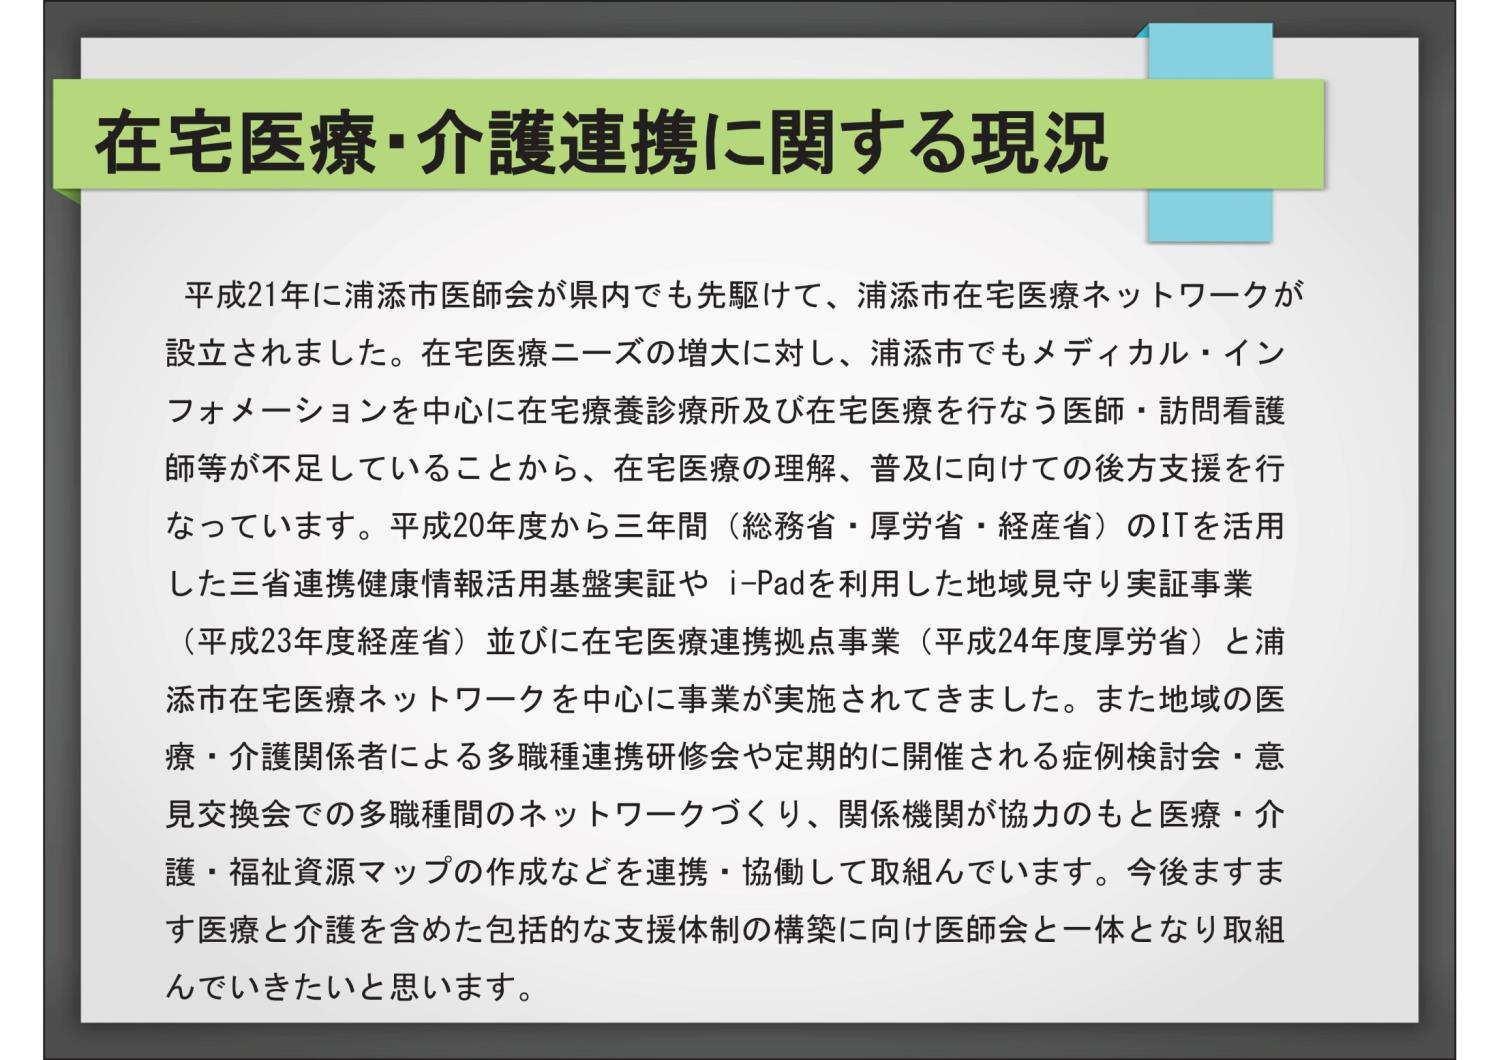 在宅医療・介護連携に関する現況
平成21年に浦添市医師会が県内でも先駆けて、浦添市在宅医療ネットワークが
設立されました。在宅医療ニーズの増大に対し、浦添市でもメディカル・イン
フォメーションを中心に在宅療養診療所及び在宅医療を行なう医師・訪問看護
師等が不足していることから、在宅医療の理解、普及に向けての後方支援を行
なっています。平成20年度から三年間（総務省・厚労省・経産省）のITを活用
した三省連携健康情報活用基盤実証や i-Padを利用した地域見守り実証事業
（平成23年度経産省）並びに在宅医療連携拠点事業（平成24年度厚労省）と浦
添市在宅医療ネットワークを中心に事業が実施されてきました。また地域の医
療・介護関係者による多職種連携研修会や定期的に開催される症例検討会・意
見交換会での多職種間のネットワークづくり、関係機関が協力のもと医療・介
護・福祉資源マップの作成などを連携・協働して取組んでいます。今後ますま
す医療と介護を含めた包括的な支援体制の構築に向け医師会と一体となり取組
んでいきたいと思います。